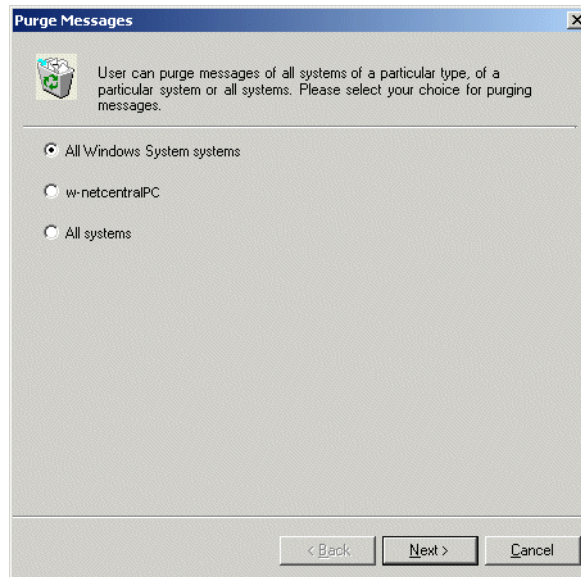 Purge Messages
User can purge messages of all systems of a particular type, of a
particular system or all systems. Please select your choice for purging
messages.
All Windows System systems
w-netcentralPC
All systems
< Back Next > Cancel